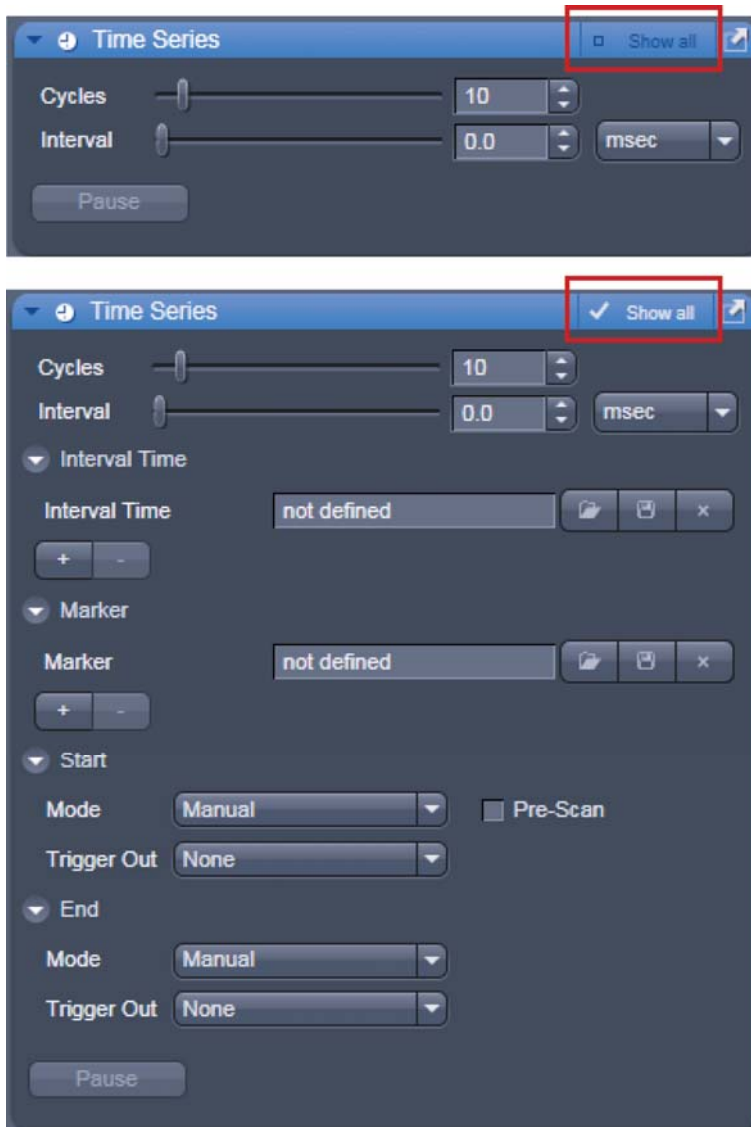 Time Series Show all
Cycles 10
Interval 0.0 msec
Pause
Time Series Show all
Cycles 10
Interval 0.0 msec
Interval Time
Interval Time not defined
+ -
Marker
Marker not defined
+ -
Start
Mode Manual Pre-Scan
Trigger Out None
End
Mode Manual
Trigger Out None
Pause